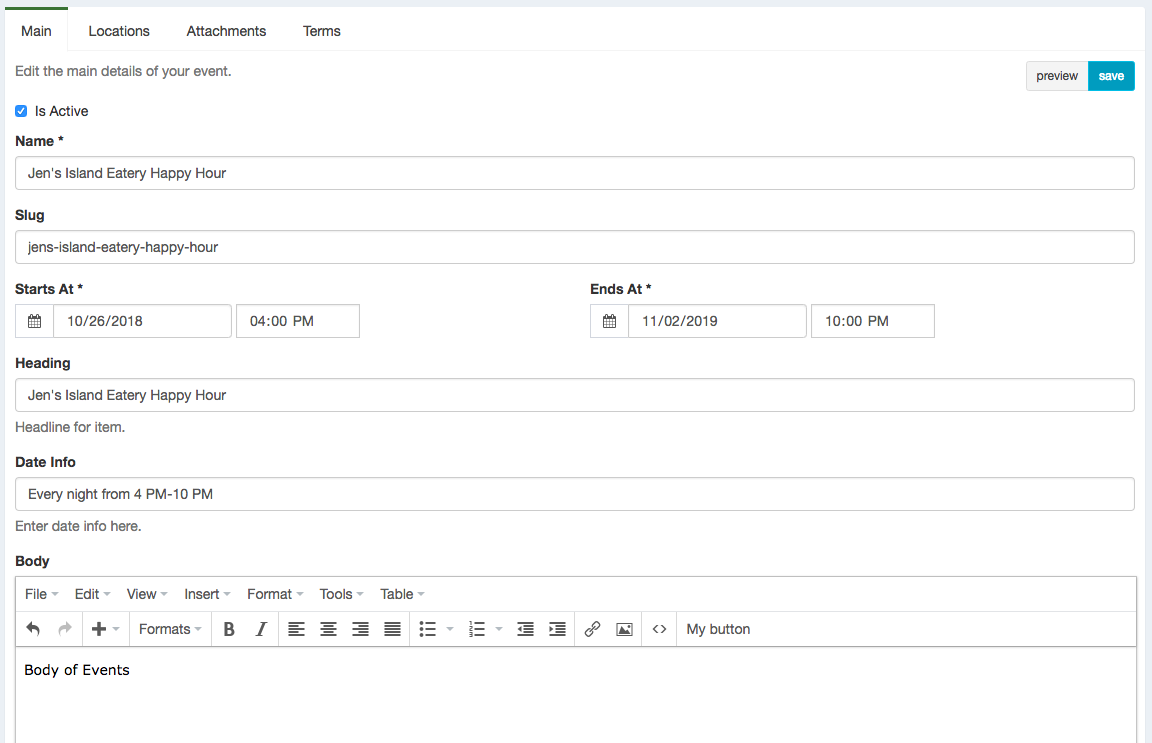 Main Locations Attachments Terms
Edit the main details of your event.
preview save
Is Active
Name *
Jen's Island Eatery Happy Hour
Slug
jens-island-eatery-happy-hour
Starts At * Ends At *
10/26/2018 04:00 PM 11/02/2019 10:00 PM
Heading
Jen's Island Eatery Happy Hour
Headline for item.
Date Info
Every night from 4 PM-10 PM
Enter date info here.
Body
File Edit View Insert Format Tools Table
Formats B I My button
Body of Events